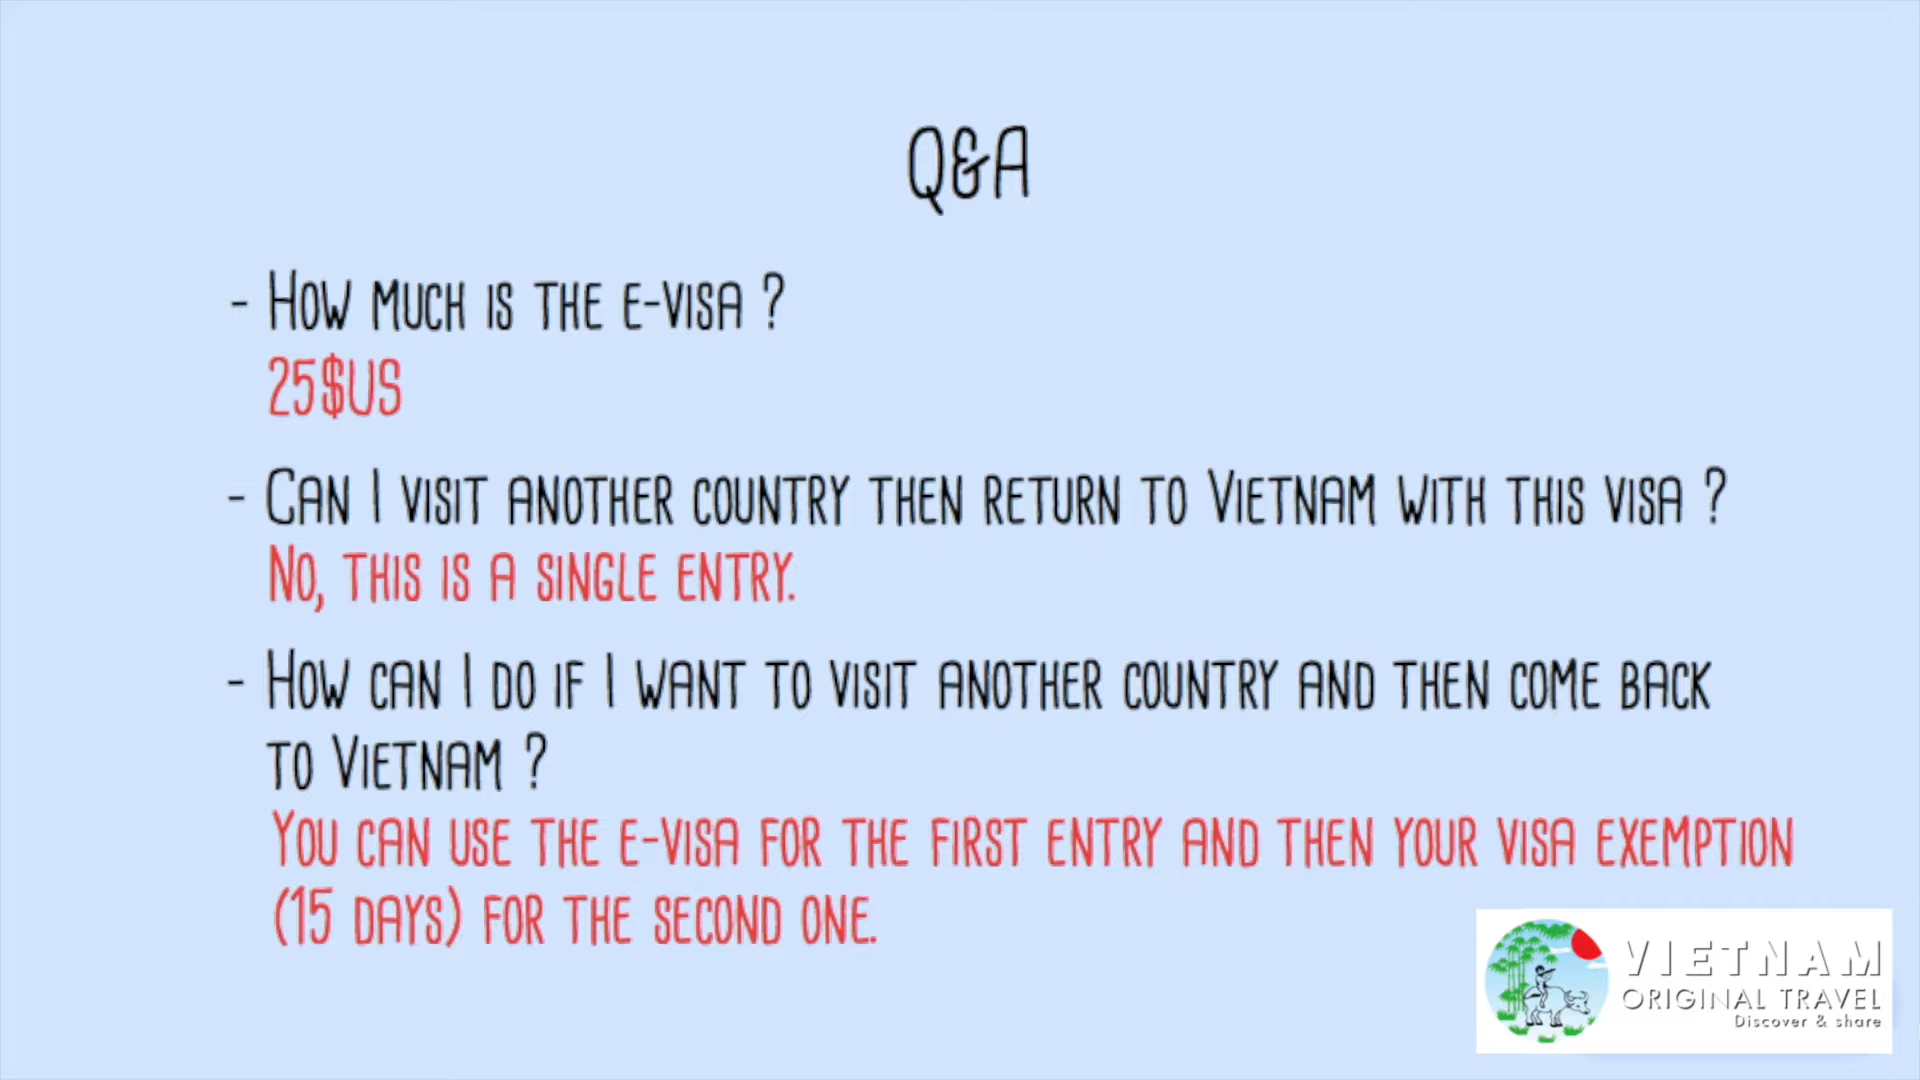 Q&A
- How much is the e-visa ?
25$US
- Can I visit another country then return to Vietnam with this visa ?
No, this is a single entry.
- How can I do if I want to visit another country and then come back
to Vietnam ?
You can use the e-visa for the first entry and then your visa exemption
(15 days) for the second one.
VIETNAM
ORIGINAL TRAVEL
Discover & share